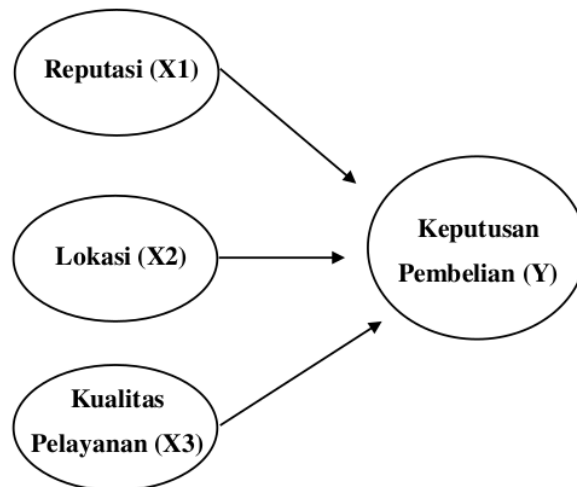 Reputasi (X1)
Lokasi (X2)
Kualitas
Pelayanan (X3)
Keputusan
Pembelian (Y)